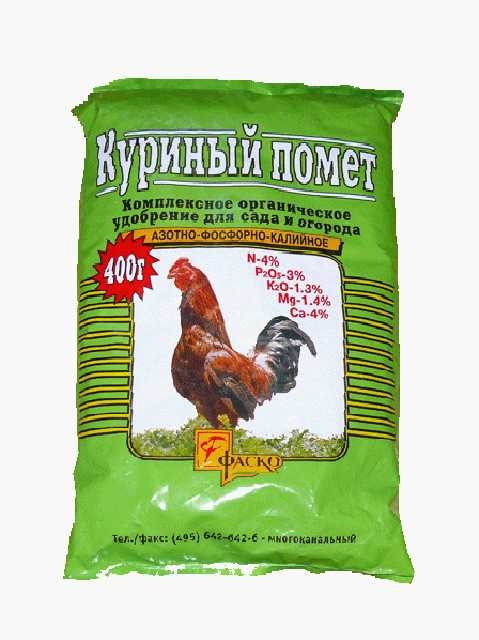 Куриный помет
Комплексное органическое
удобрение для сада и огорода
АЗОТНО-ФОСФОРНО-КАЛИЙНОЕ
400г
N-4%
P₂O₅-3%
K₂O-1.3%
Mg-1.4%
Ca-4%
F
ФАСКО
Тел./факс: (495) 642-642-6 - многоканальный